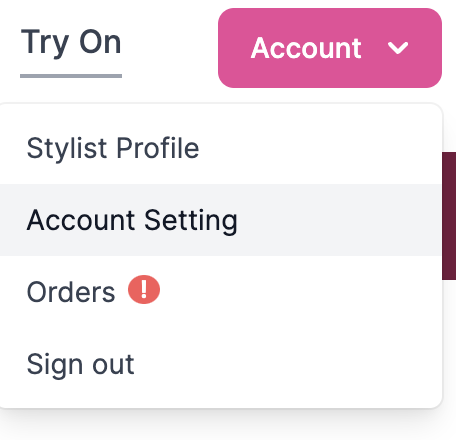 Try On
Account
Stylist Profile
Account Setting
Orders !
Sign out